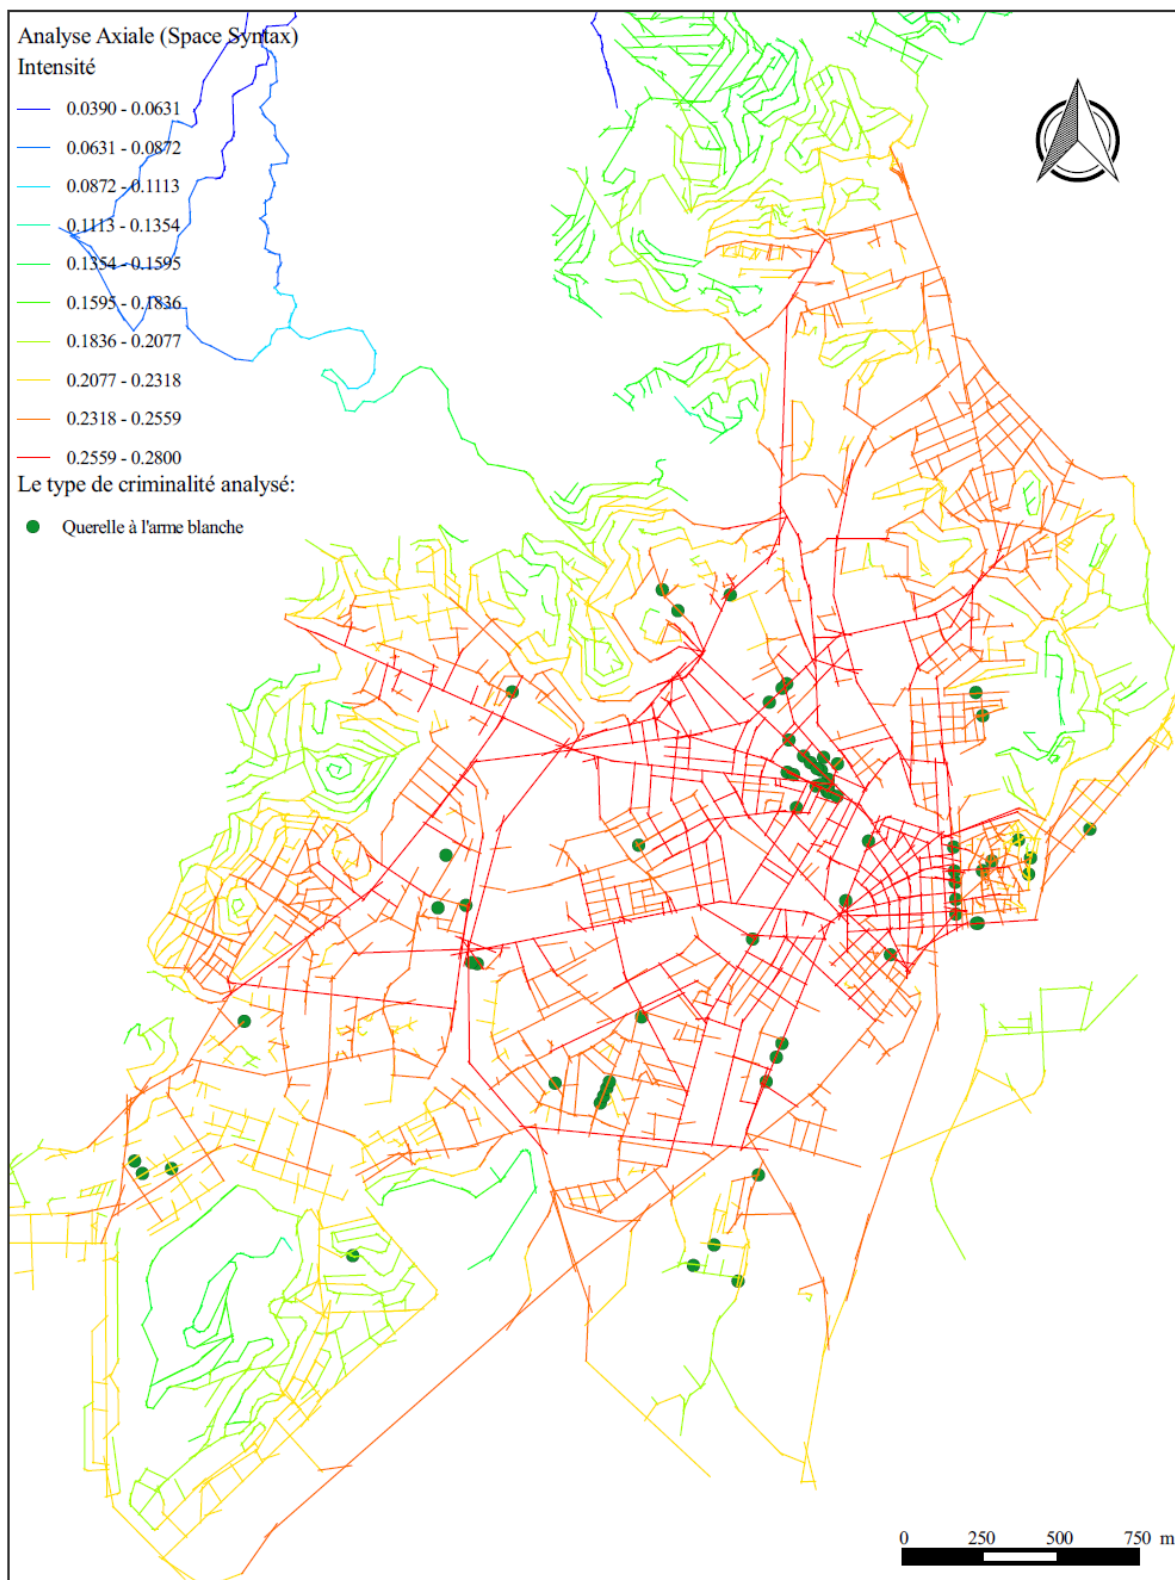 Analyse Axiale (Space Syntax)
Intensité
0.0390 - 0.0631
0.0631 - 0.0872
0.0872 - 0.1113
0.1113 - 0.1354
0.1354 - 0.1595
0.1595 - 0.1836
0.1836 - 0.2077
0.2077 - 0.2318
0.2318 - 0.2559
0.2559 - 0.2800
Le type de criminalité analysé:
Querelle à l'arme blanche
0 250 500 750 m